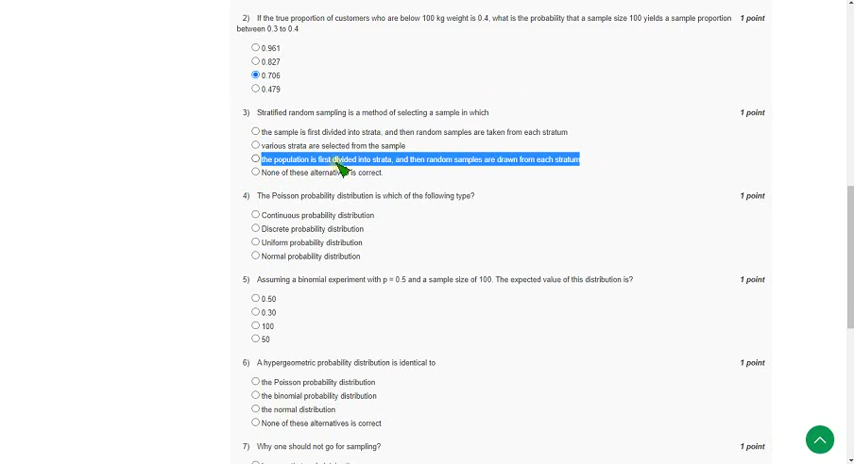 2) If the true proportion of customers who are below 100 kg weight is 0.4, what is the probability that a sample size 100 yields a sample proportion 1 point
between 0.3 to 0.4
0.961
0.827
0.706
0.479
3) Stratified random sampling is a method of selecting a sample in which 1 point
the sample is first divided into strata, and then random samples are taken from each stratum
various strata are selected from the sample
the population is first divided into strata, and then random samples are drawn from each stratum
None of these alternatives is correct.
4) The Poisson probability distribution is which of the following type? 1 point
Continuous probability distribution
Discrete probability distribution
Uniform probability distribution
Normal probability distribution
5) Assuming a binomial experiment with p = 0.5 and a sample size of 100. The expected value of this distribution is? 1 point
0.50
0.30
100
50
6) A hypergeometric probability distribution is identical to 1 point
the Poisson probability distribution
the binomial probability distribution
the normal distribution
None of these alternatives is correct
7) Why one should not go for sampling? 1 point